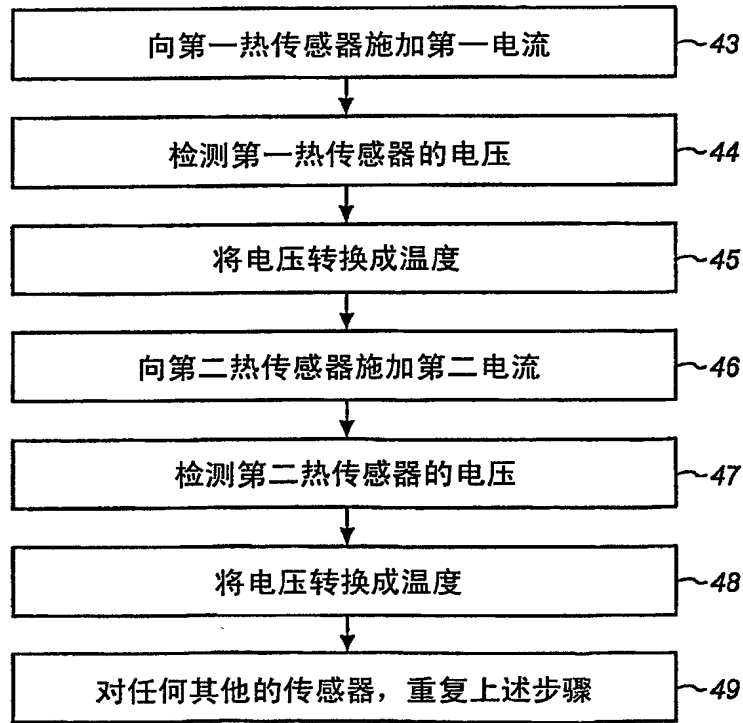 向第一热传感器施加第一电流 43
检测第一热传感器的电压 44
将电压转换成温度 45
向第二热传感器施加第二电流 46
检测第二热传感器的电压 47
将电压转换成温度 48
对任何其他的传感器，重复上述步骤 49